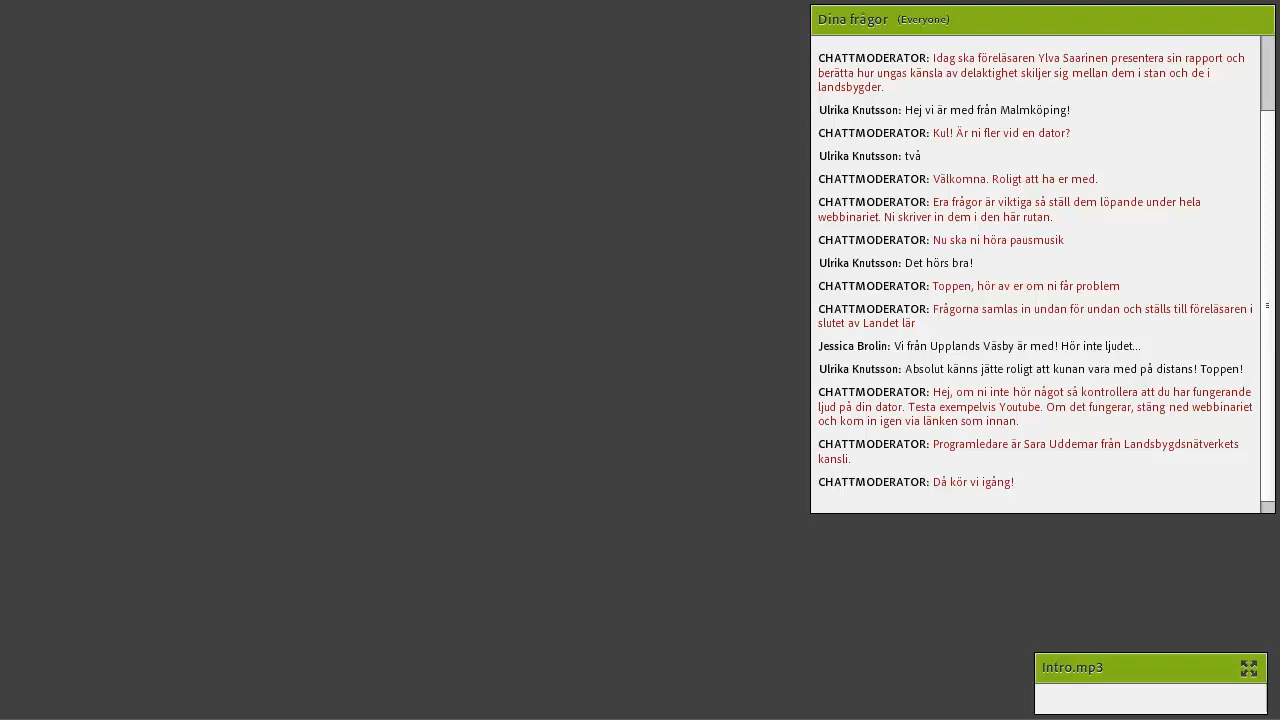 Dina frågor (Everyone)
CHATTMODERATOR: Idag ska föreläsaren Ylva Saarinen presentera sin rapport och
berätta hur ungas känsla av delaktighet skiljer sig mellan dem i stan och de i
landsbygder.
Ulrika Knutsson: Hej vi är med från Malmköping!
CHATTMODERATOR: Kul! Är ni fler vid en dator?
Ulrika Knutsson: två
CHATTMODERATOR: Välkomna. Roligt att ha er med.
CHATTMODERATOR: Era frågor är viktiga så ställ dem löpande under hela
webbinariet. Ni skriver in dem i den här rutan.
CHATTMODERATOR: Nu ska ni höra pausmusik
Ulrika Knutsson: Det hörs bra!
CHATTMODERATOR: Toppen, hör av er om ni får problem
CHATTMODERATOR: Frågorna samlas in undan för undan och ställs till föreläsaren i
slutet av Landet lär
Jessica Brolin: Vi från Upplands Väsby är med! Hör inte ljudet...
Ulrika Knutsson: Absolut känns jätte roligt att kunan vara med på distans! Toppen!
CHATTMODERATOR: Hej, om ni inte hör något så kontrollera att du har fungerande
ljud på din dator. Testa exempelvis Youtube. Om det fungerar, stäng ned webbinariet
och kom in igen via länken som innan.
CHATTMODERATOR: Programledare är Sara Uddemar från Landsbygdsnätverkets
kansli.
CHATTMODERATOR: Då kör vi igång!
Intro.mp3